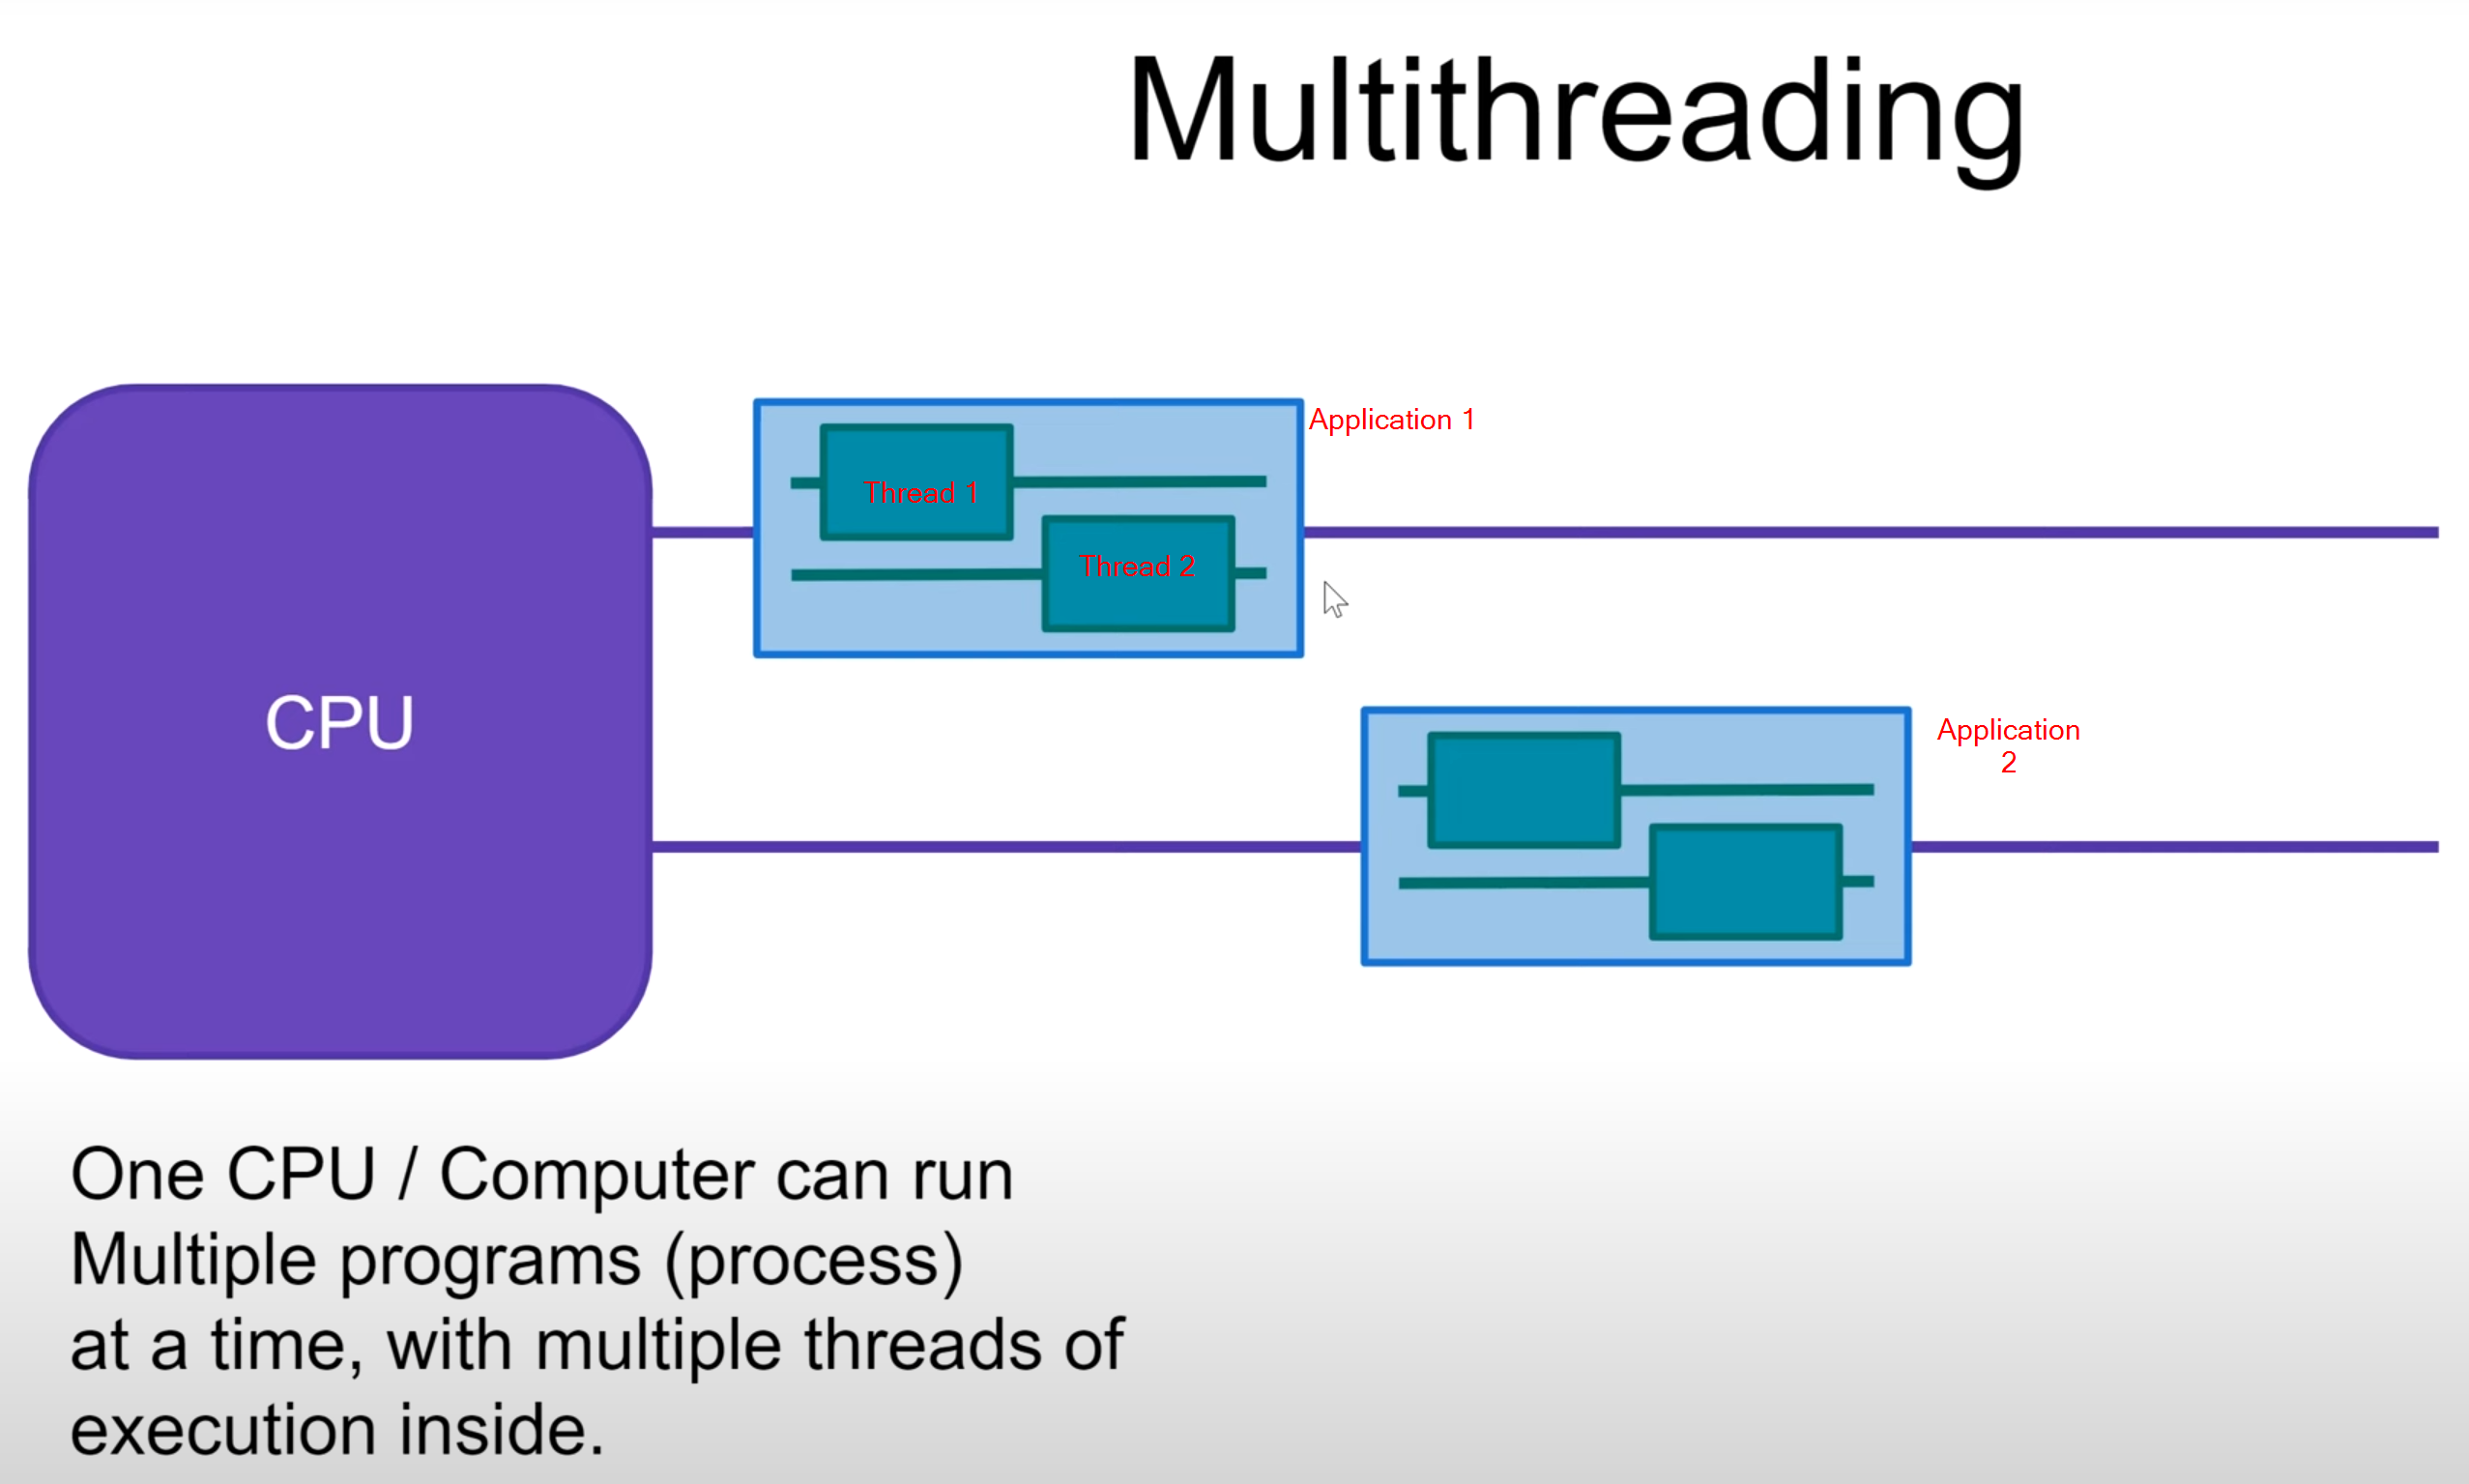 Multithreading
Application 1
Thread 1
Thread 2
CPU
Application
2
One CPU / Computer can run
Multiple programs (process)
at a time, with multiple threads of
execution inside.